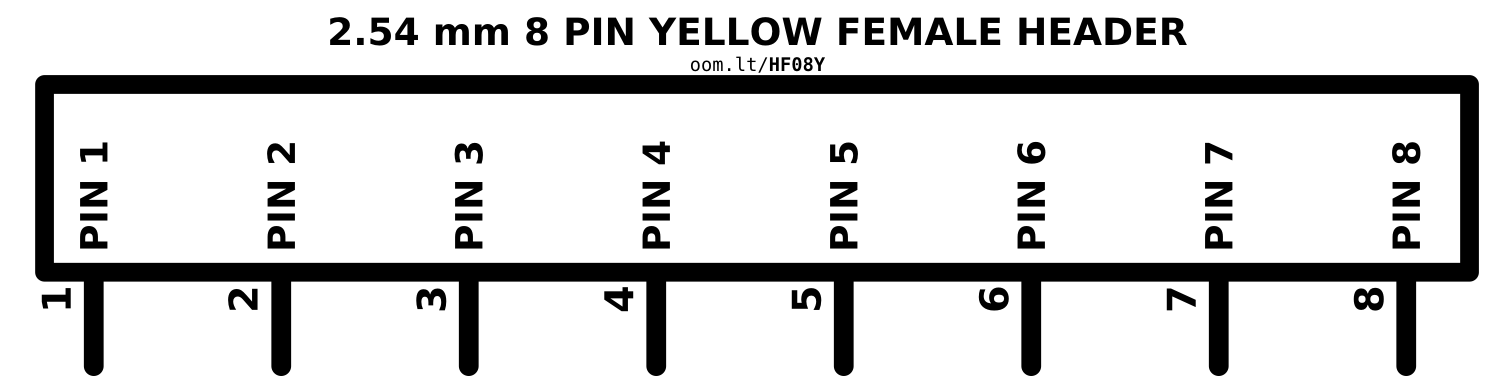 2.54 mm 8 PIN YELLOW FEMALE HEADER
oom.lt/HF08Y
PIN 1
PIN 2
PIN 3
PIN 4
PIN 5
PIN 6
PIN 7
PIN 8
1
2
3
4
5
6
7
8